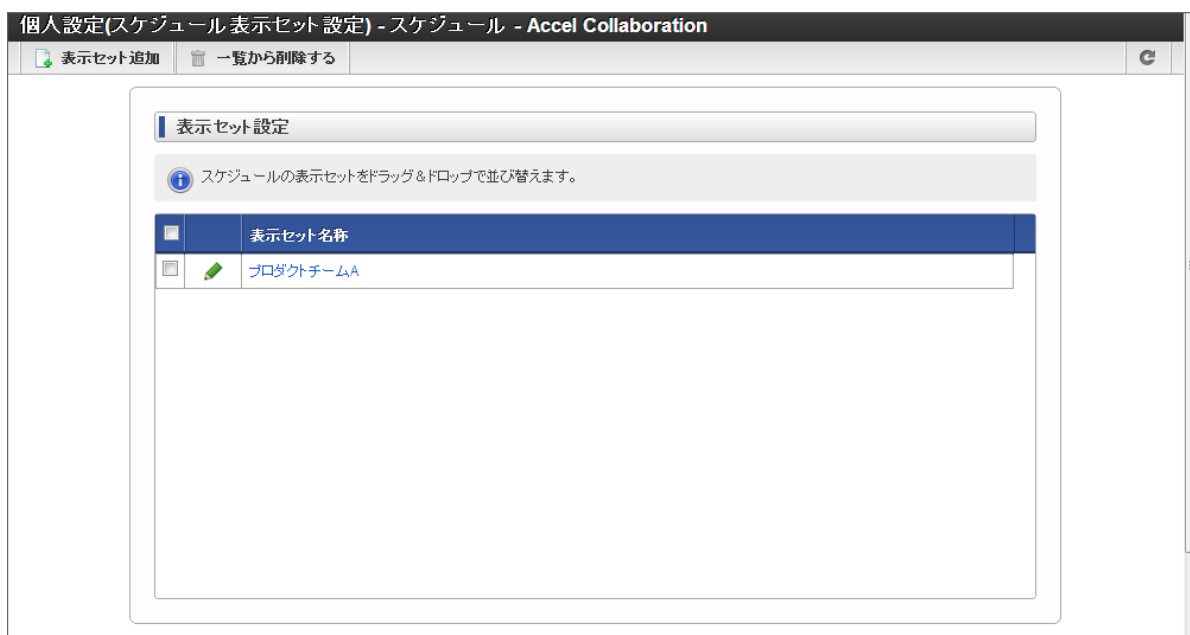 個人設定(スケジュール表示セット設定) - スケジュール - Accel Collaboration
表示セット追加 一覧から削除する
表示セット設定
スケジュールの表示セットをドラッグ&ドロップで並び替えます。
表示セット名称
プロダクトチームA